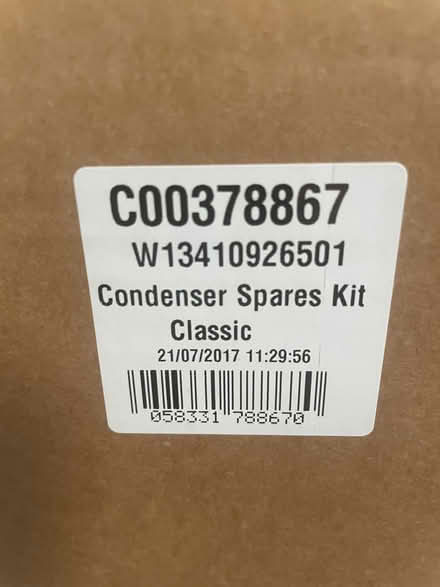 C00378867
W13410926501
Condenser Spares Kit
Classic
21/07/2017 11:29:56
058331 788670